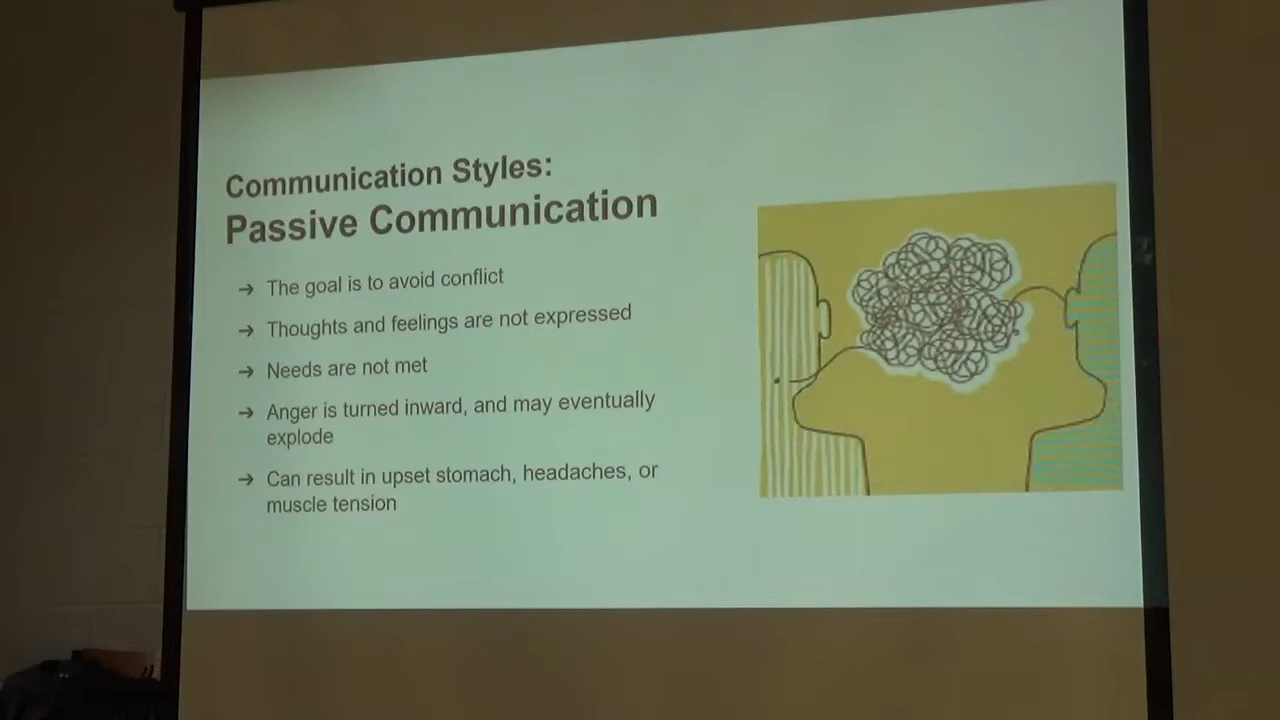 Communication Styles:
Passive Communication
➔ The goal is to avoid conflict
➔ Thoughts and feelings are not expressed
➔ Needs are not met
➔ Anger is turned inward, and may eventually
explode
➔ Can result in upset stomach, headaches, or
muscle tension